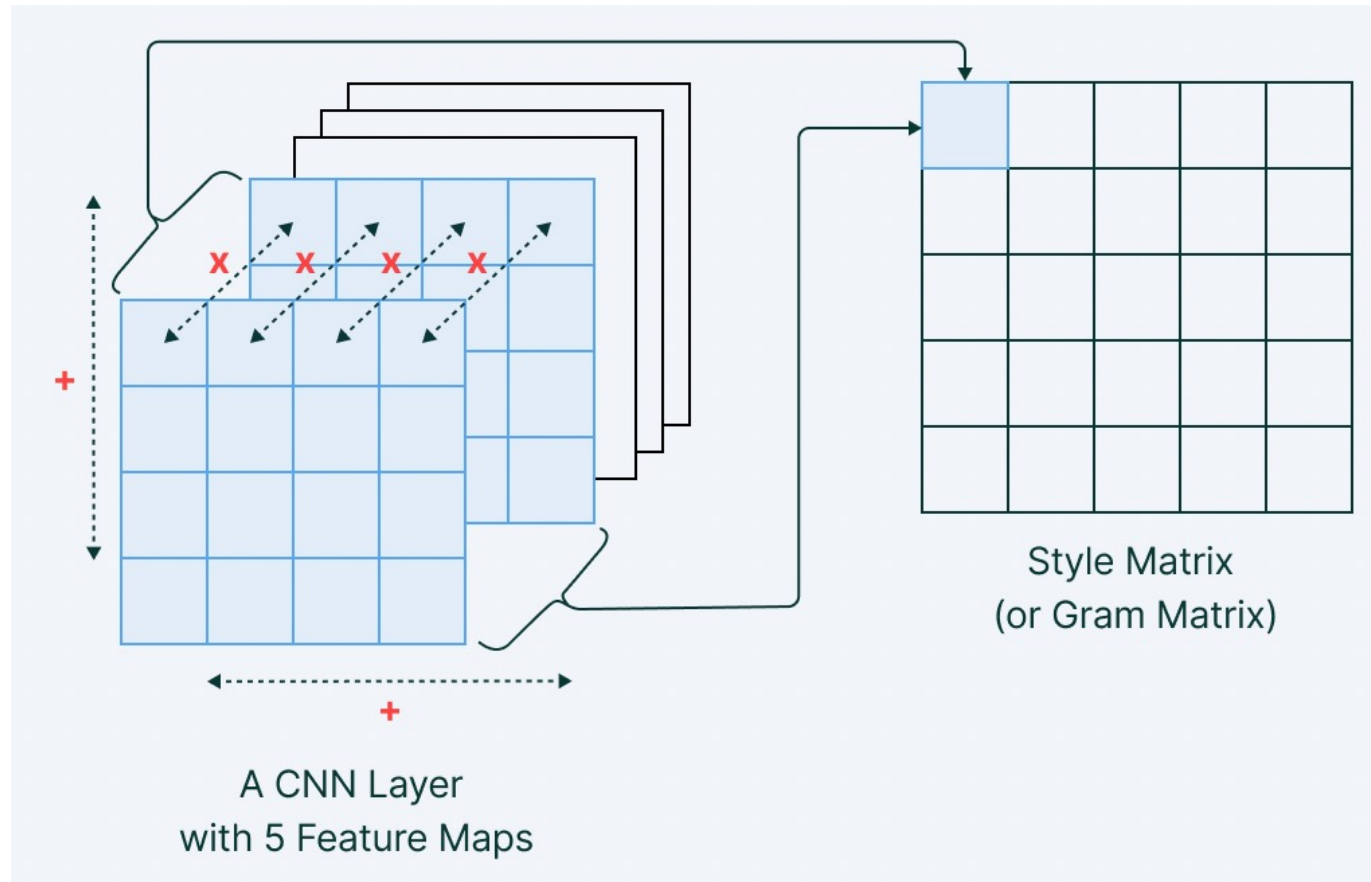 X X X X
+
+
Style Matrix
(or Gram Matrix)
A CNN Layer
with 5 Feature Maps